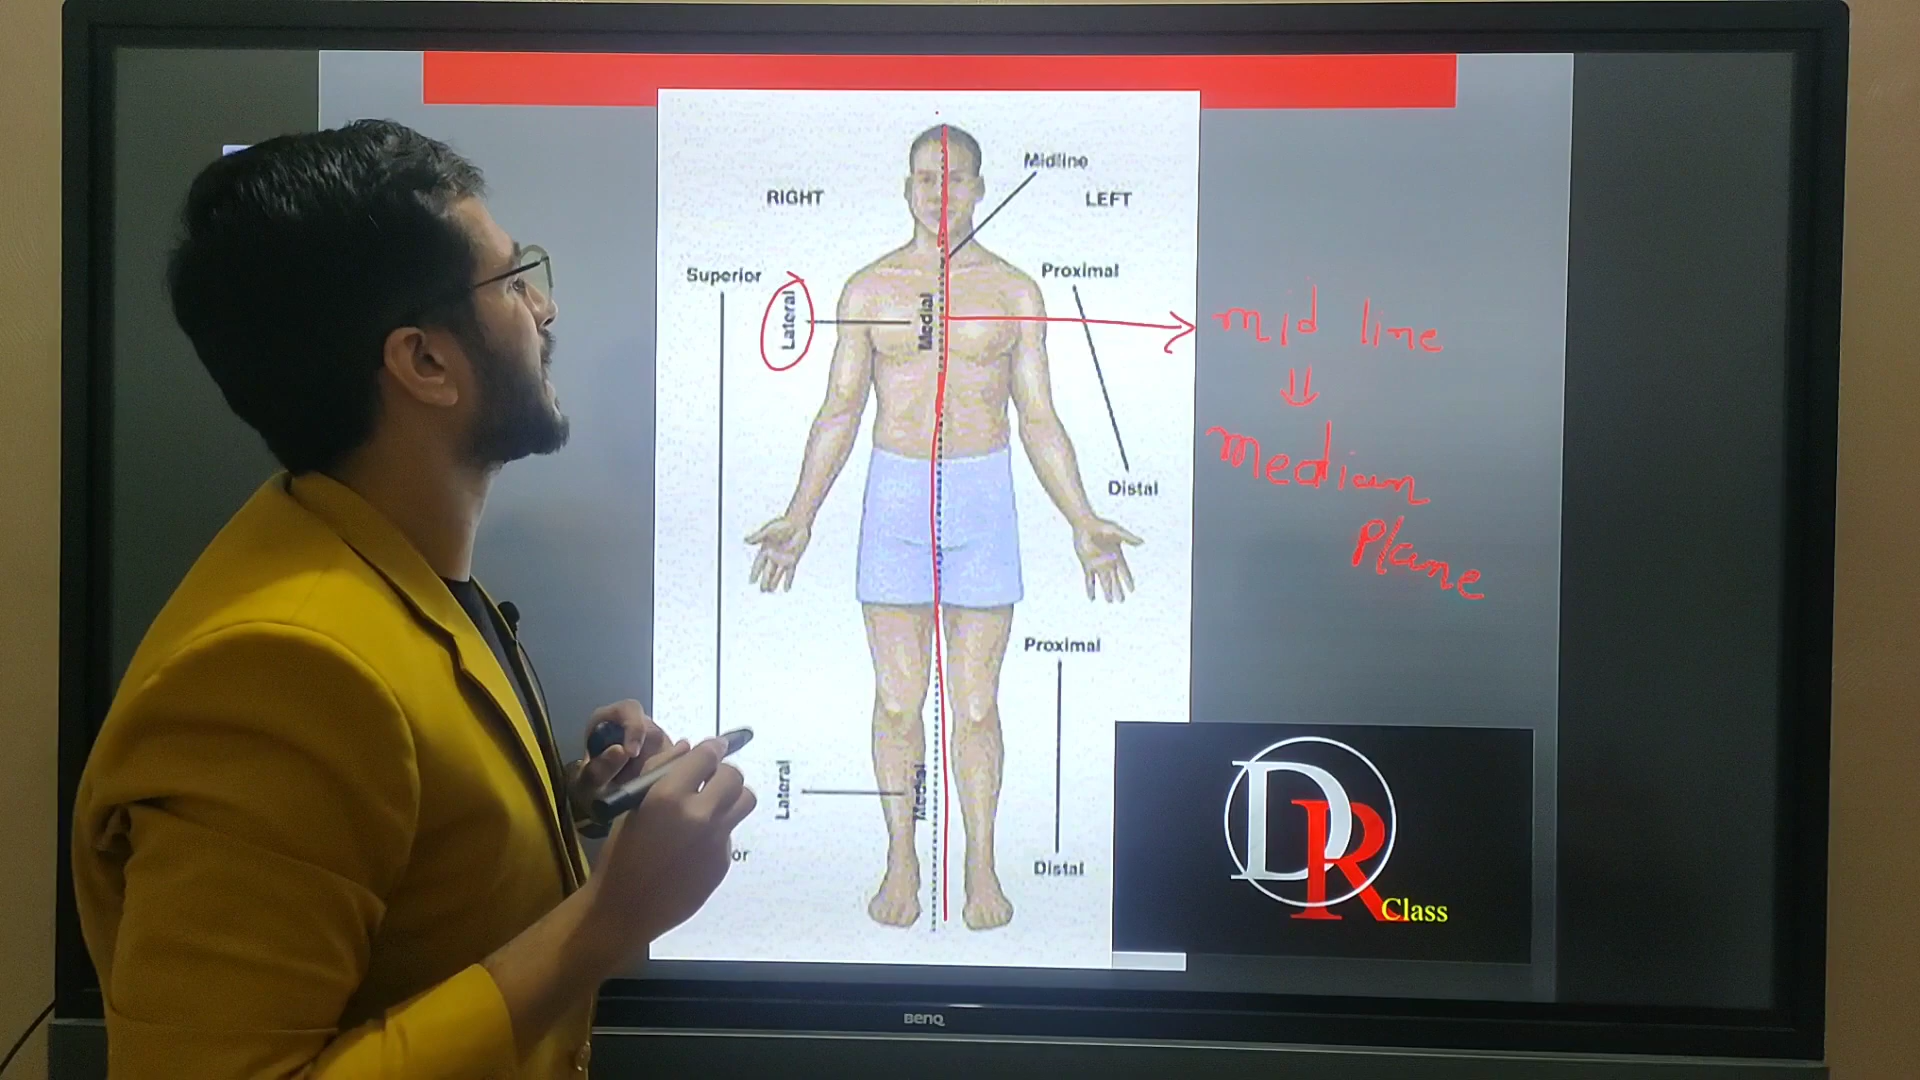 Midline
RIGHT
LEFT
Superior
Proximal
Lateral
Medial
mid line
Distal
median
Plane
Proximal
Lateral
Medial
or
Distal
DR
Class
BenQ